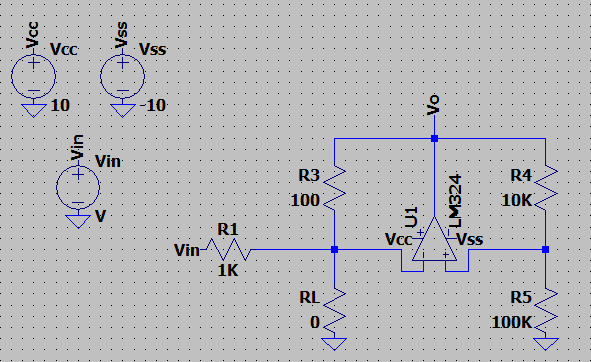 Vcc
Vcc
10
Vss
Vss
-10
Vin
Vin
V
Vo
R3
100
R4
10K
U1
LM324
Vcc
Vss
Vin
R1
1K
RL
0
R5
100K